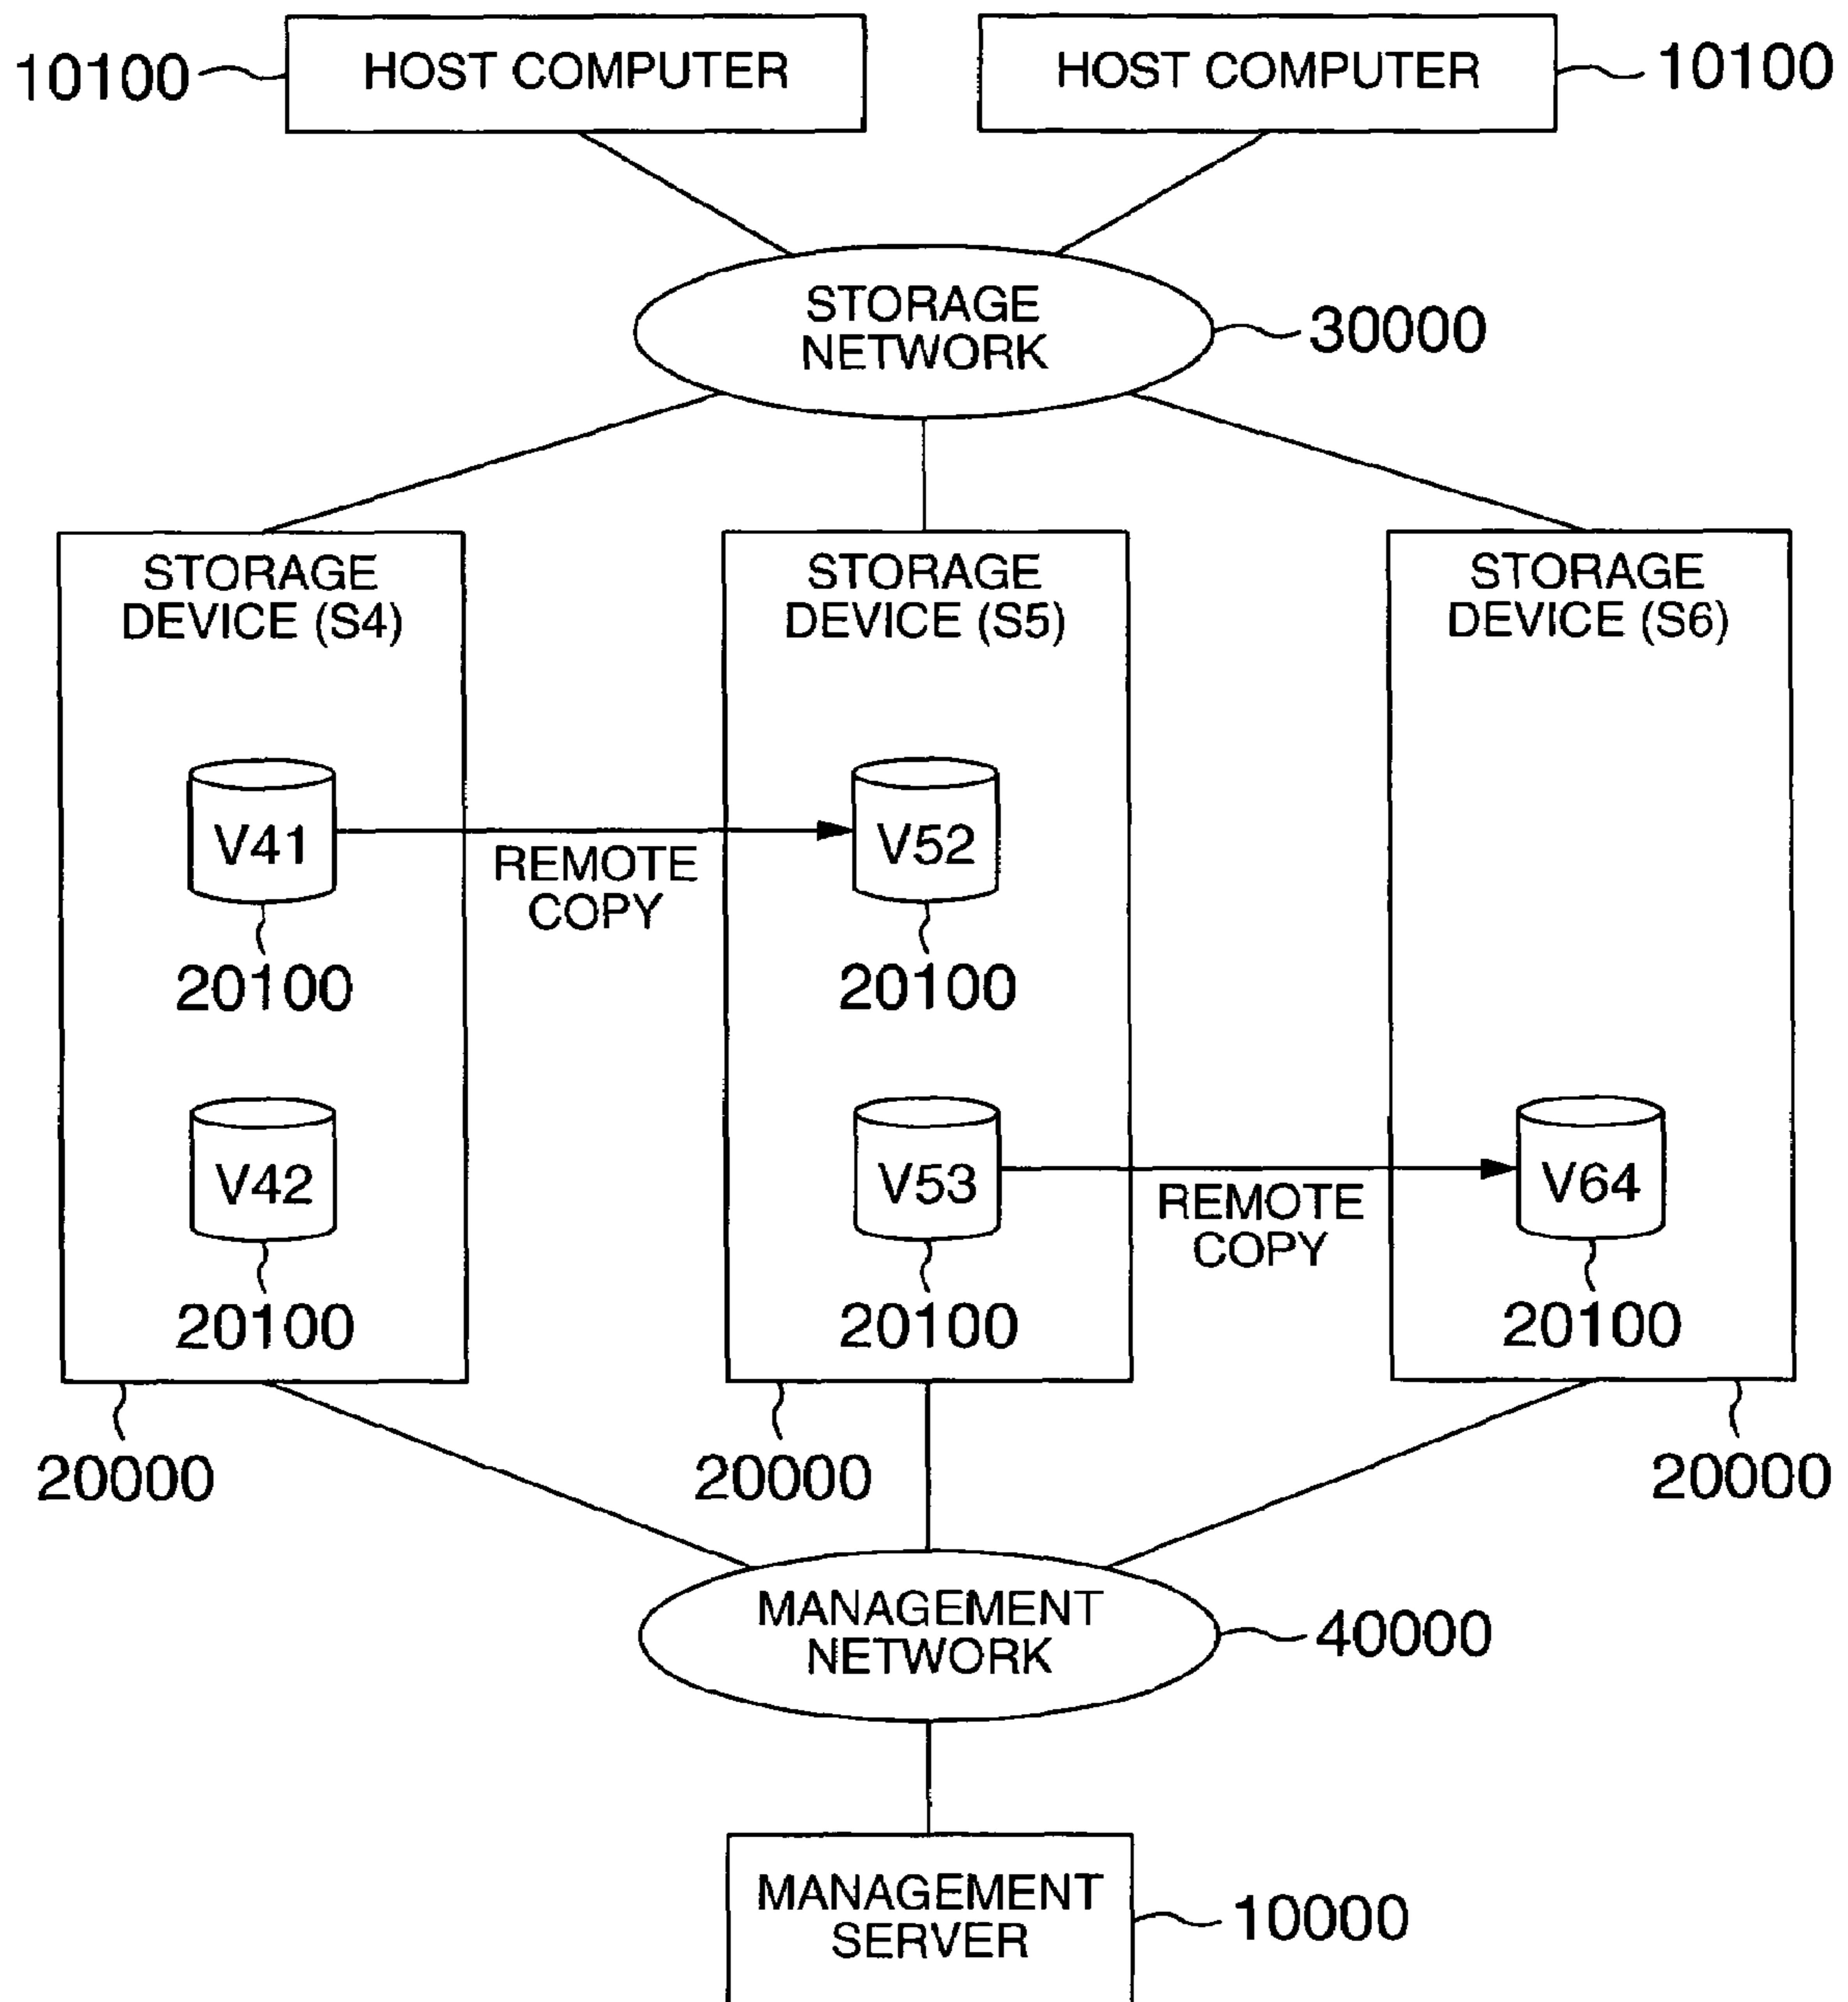 10100
HOST COMPUTER
HOST COMPUTER
10100
STORAGE
NETWORK
30000
STORAGE
DEVICE (S4)
STORAGE
DEVICE (S5)
STORAGE
DEVICE (S6)
V41
REMOTE
COPY
V52
20100
20100
V42
V53
REMOTE
COPY
V64
20100
20100
20100
20000
20000
20000
MANAGEMENT
NETWORK
40000
MANAGEMENT
SERVER
10000